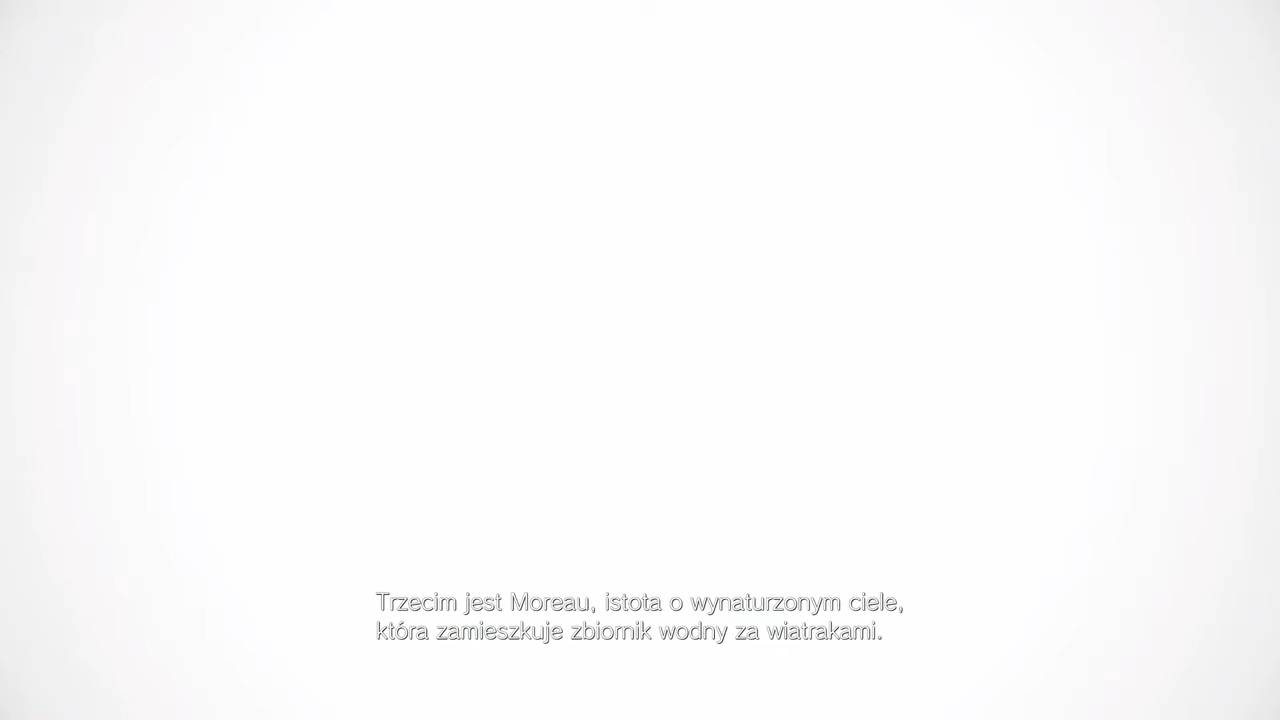 Trzecim jest Moreau, istota o wynaturzonym ciele,
która zamieszkuje zbiornik wodny za wiatrakami.